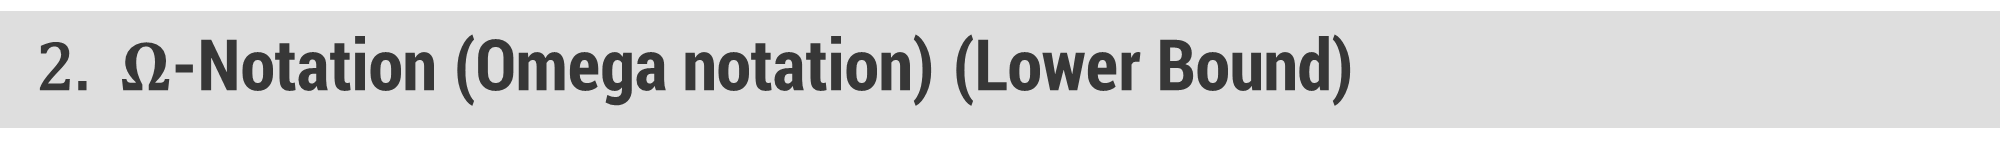 2. Ω-Notation (Omega notation) (Lower Bound)